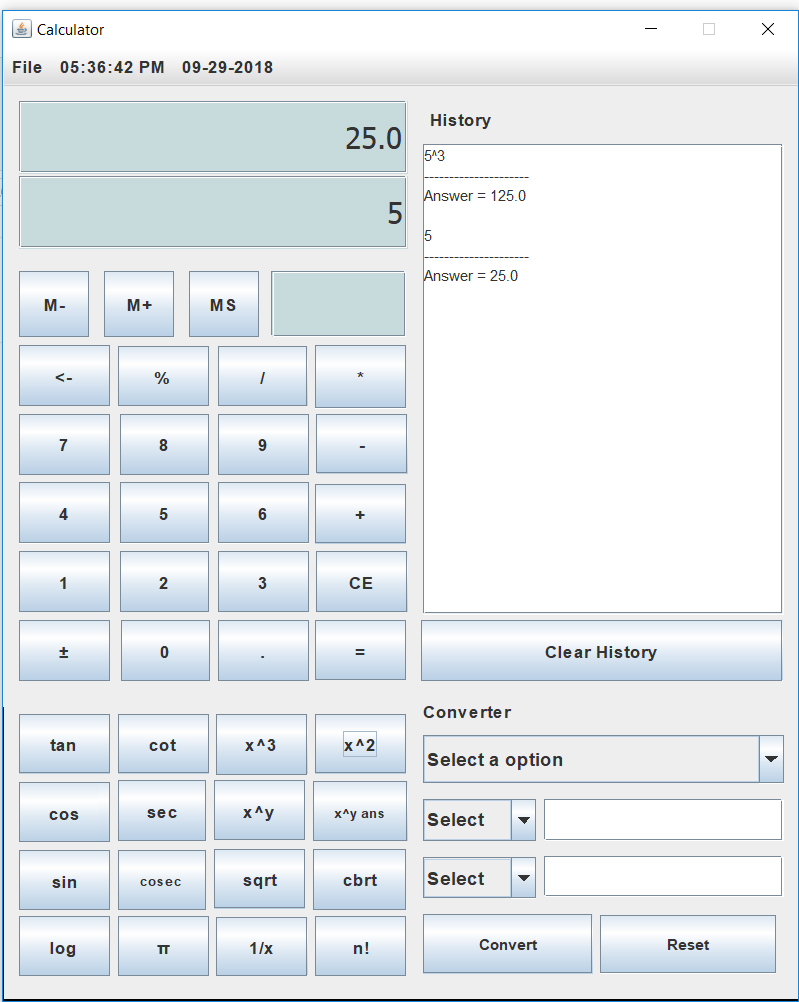 Calculator
File 05:36:42 PM 09-29-2018
25.0
5
M- M+ MS
<- % / *
7 8 9 -
4 5 6 +
1 2 3 CE
± 0 . =
tan cot x^3 x^2
cos sec x^y x^y ans
sin cosec sqrt cbrt
log π 1/x n!
History
5^3
---------------------
Answer = 125.0
5
---------------------
Answer = 25.0
Clear History
Converter
Select a option
Select
Select
Convert Reset